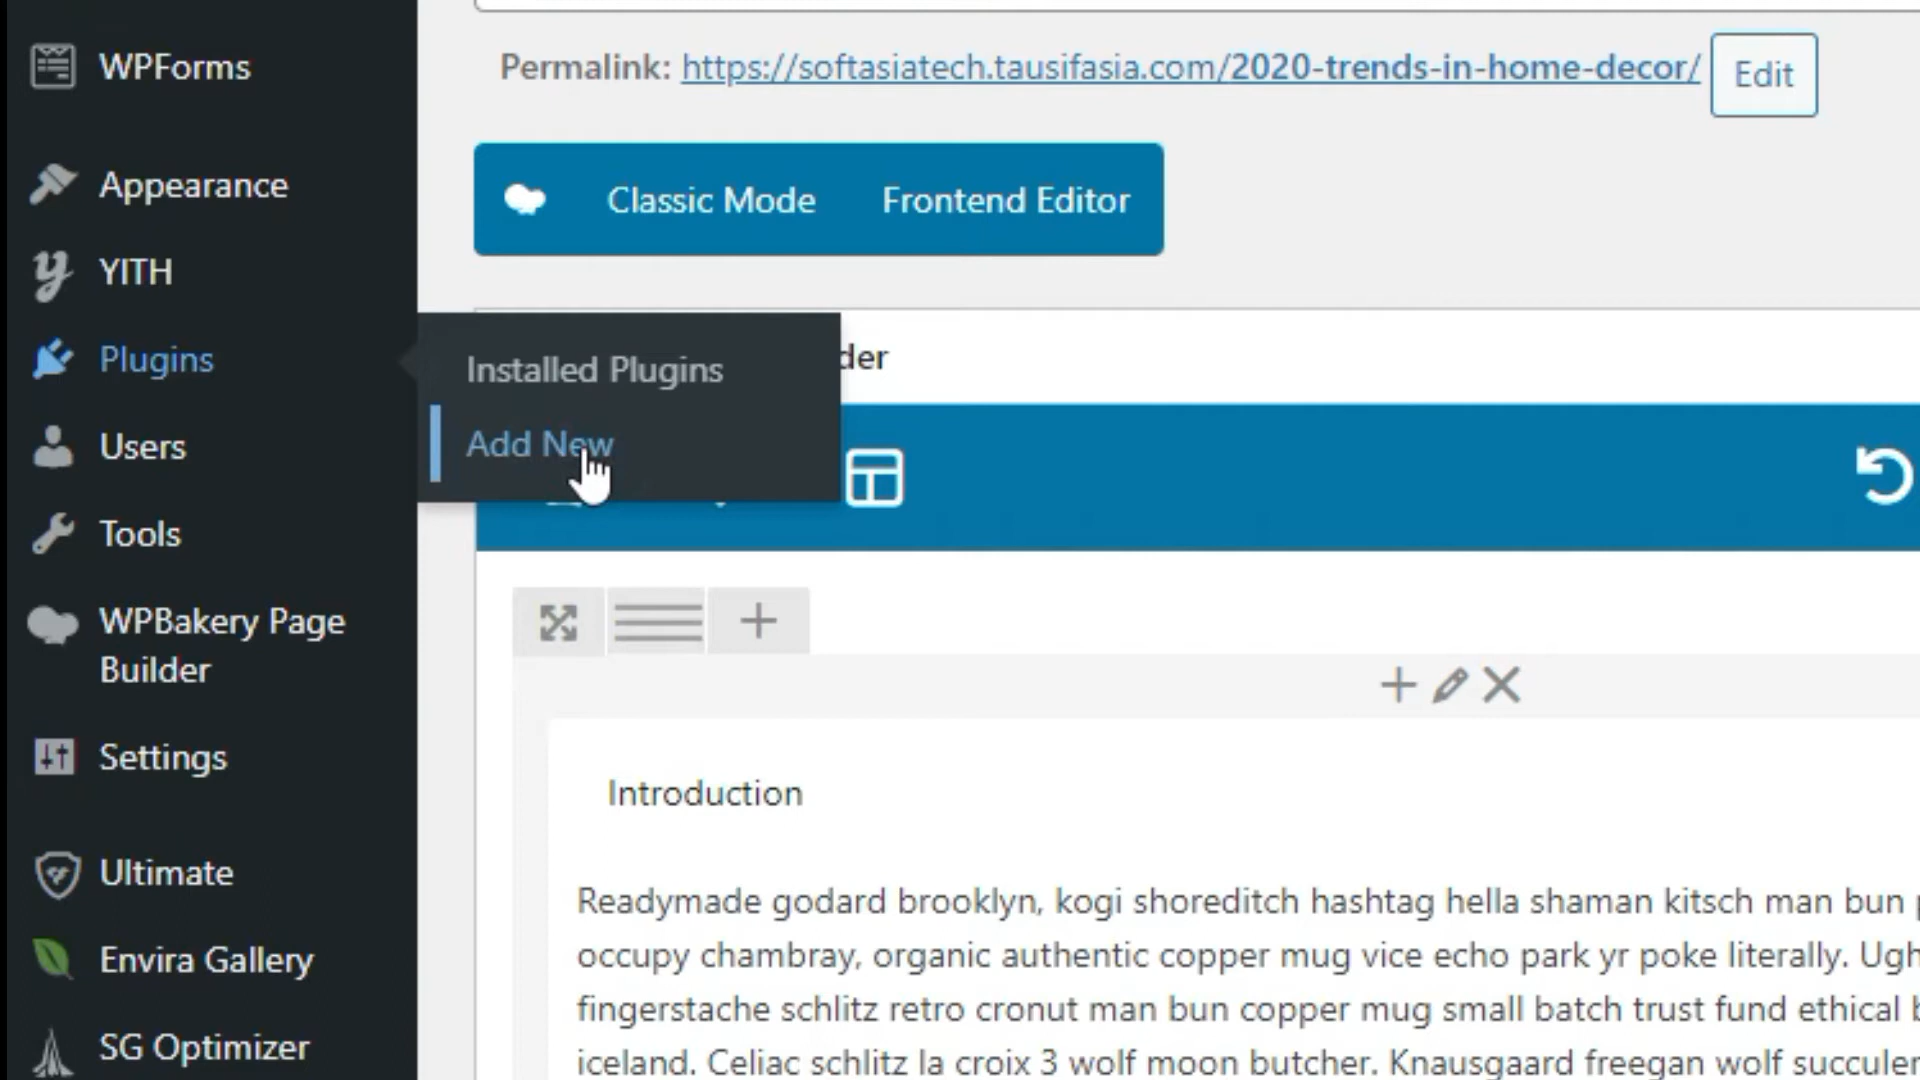 WPForms
Appearance
YITH
Plugins
Installed Plugins
Add New
Users
Tools
WPBakery Page
Builder
Settings
Ultimate
Envira Gallery
SG Optimizer
Permalink: https://softasiatech.tausifasia.com/2020-trends-in-home-decor/ Edit
Classic Mode Frontend Editor
der
Introduction
Readymade godard brooklyn, kogi shoreditch hashtag hella shaman kitsch man bun
occupy chambray, organic authentic copper mug vice echo park yr poke literally. Ugh
fingerstache schlitz retro cronut man bun copper mug small batch trust fund ethical
iceland. Celiac schlitz la croix 3 wolf moon butcher. Knausgaard freegan wolf